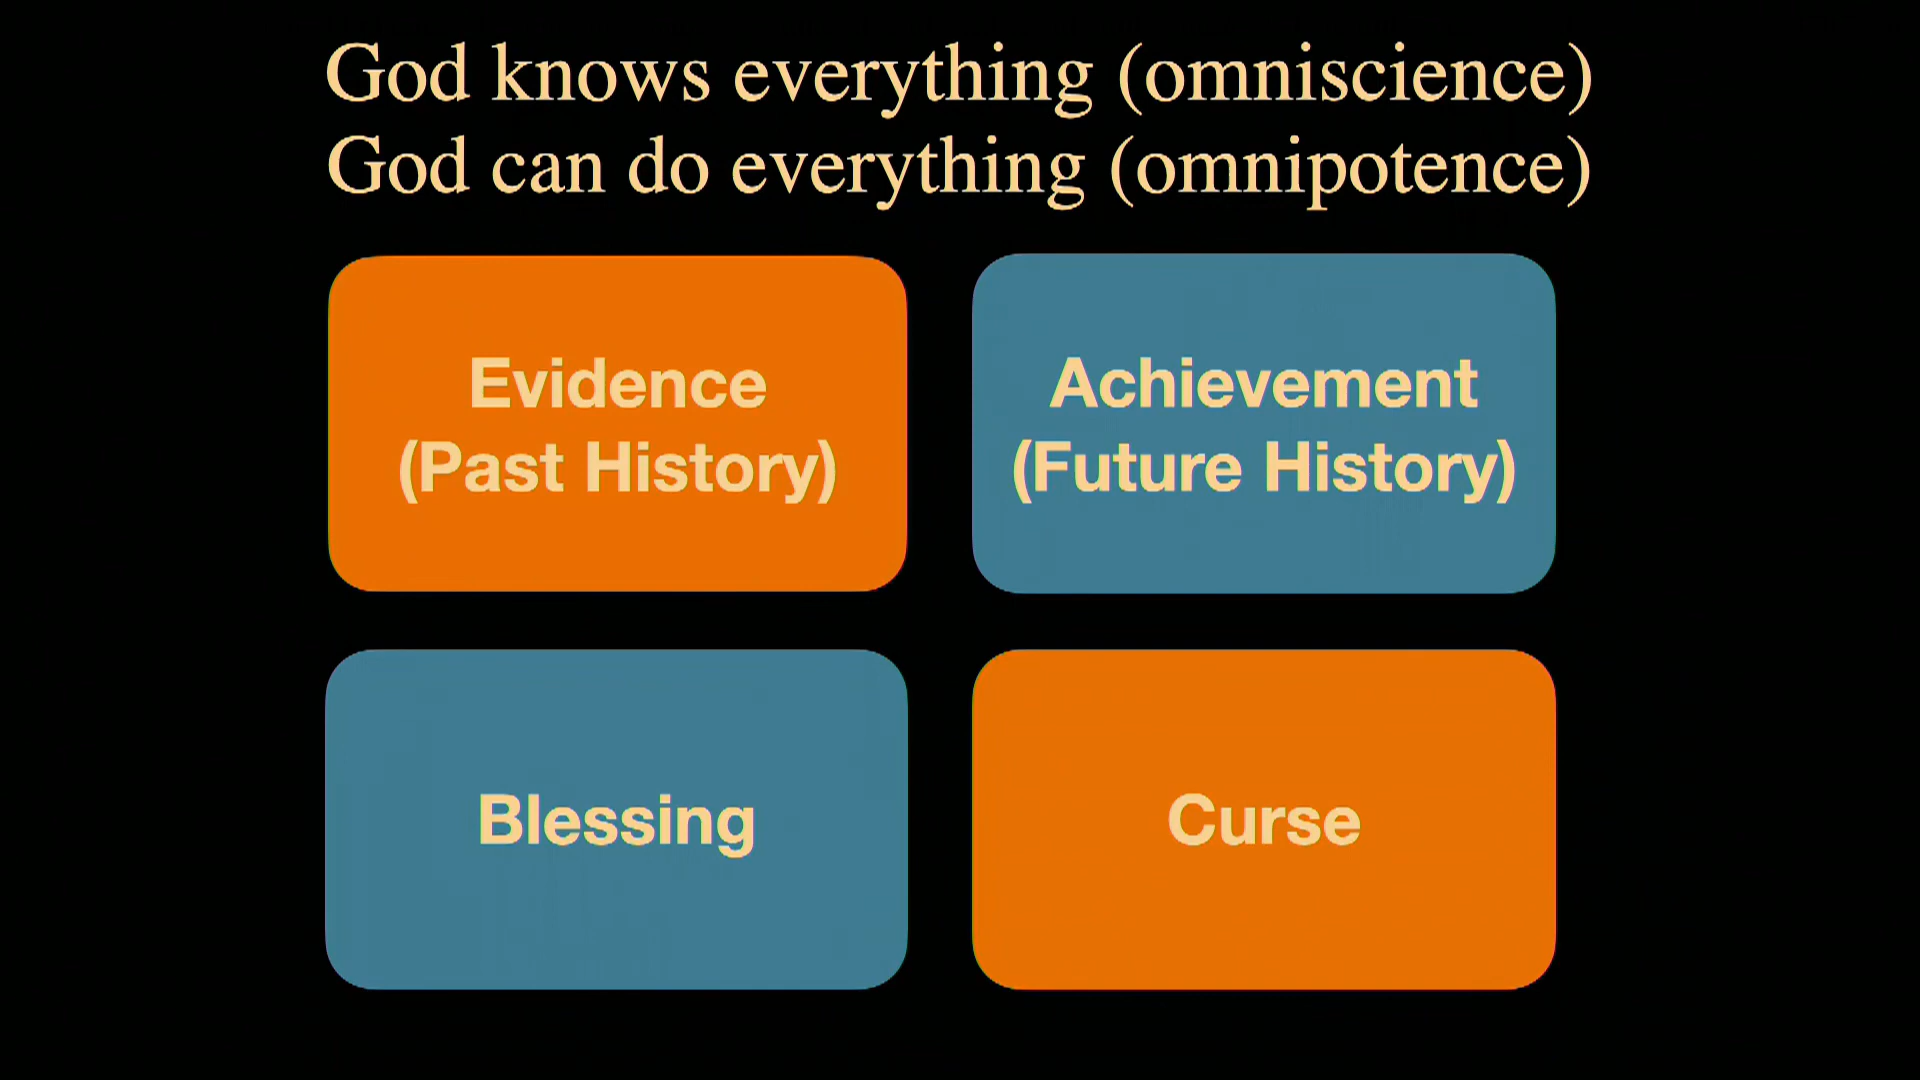 God knows everything (omniscience)
God can do everything (omnipotence)
Evidence
(Past History)
Achievement
(Future History)
Blessing
Curse